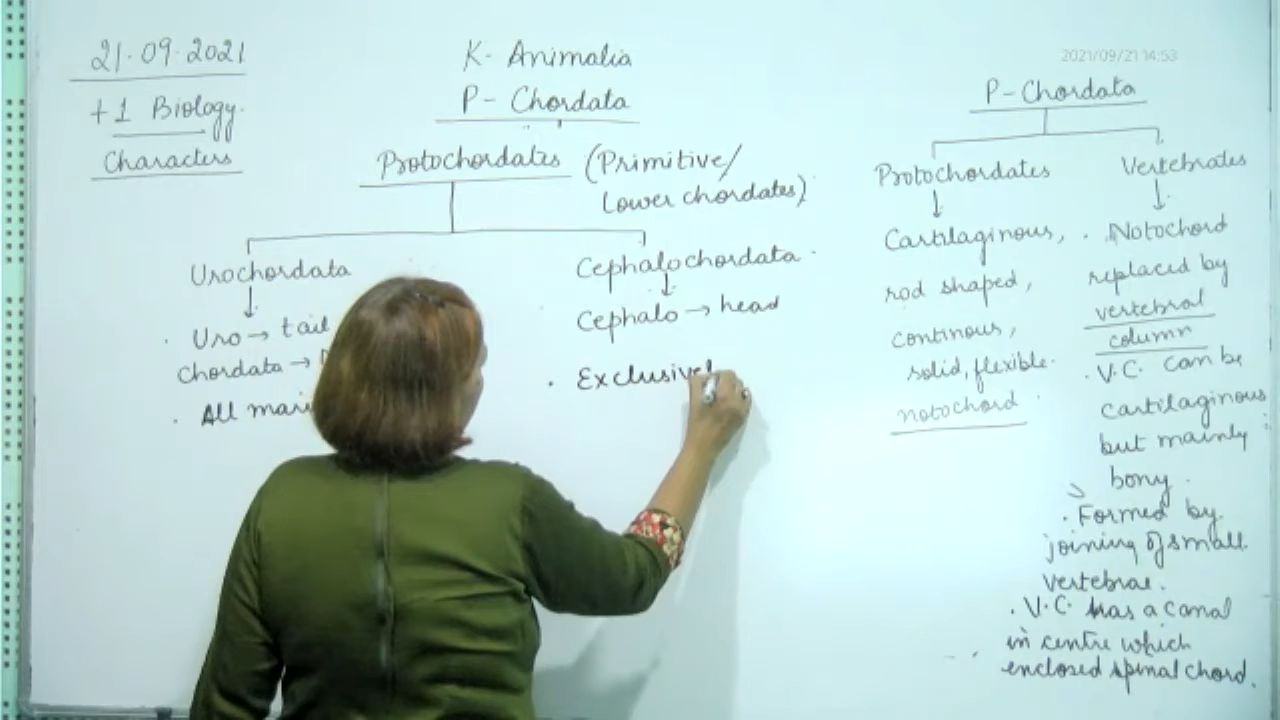 21.09.2021
+1 Biology.
Characters
K- Animalia
P- Chordata
Protochordates (Primitive/
Lower chordates)
Urochordata
Uro → tail
Chordata →
. All mari
Cephalochordata.
Cephalo → head
. Exclusivel
2021/09/21 14:53
P- Chordata
Protochordates
↓
Cartilaginous,
rod shaped,
continous,
solid, flexible.
notochord.
Vertebrates
↓
. Notochord
replaced by
vertebral
column
. V.C. can be
cartilaginous
but mainly
bony.
. Formed by
joining of small
vertebrae.
. V.C. has a canal
in centre which
enclosed spinal chord.